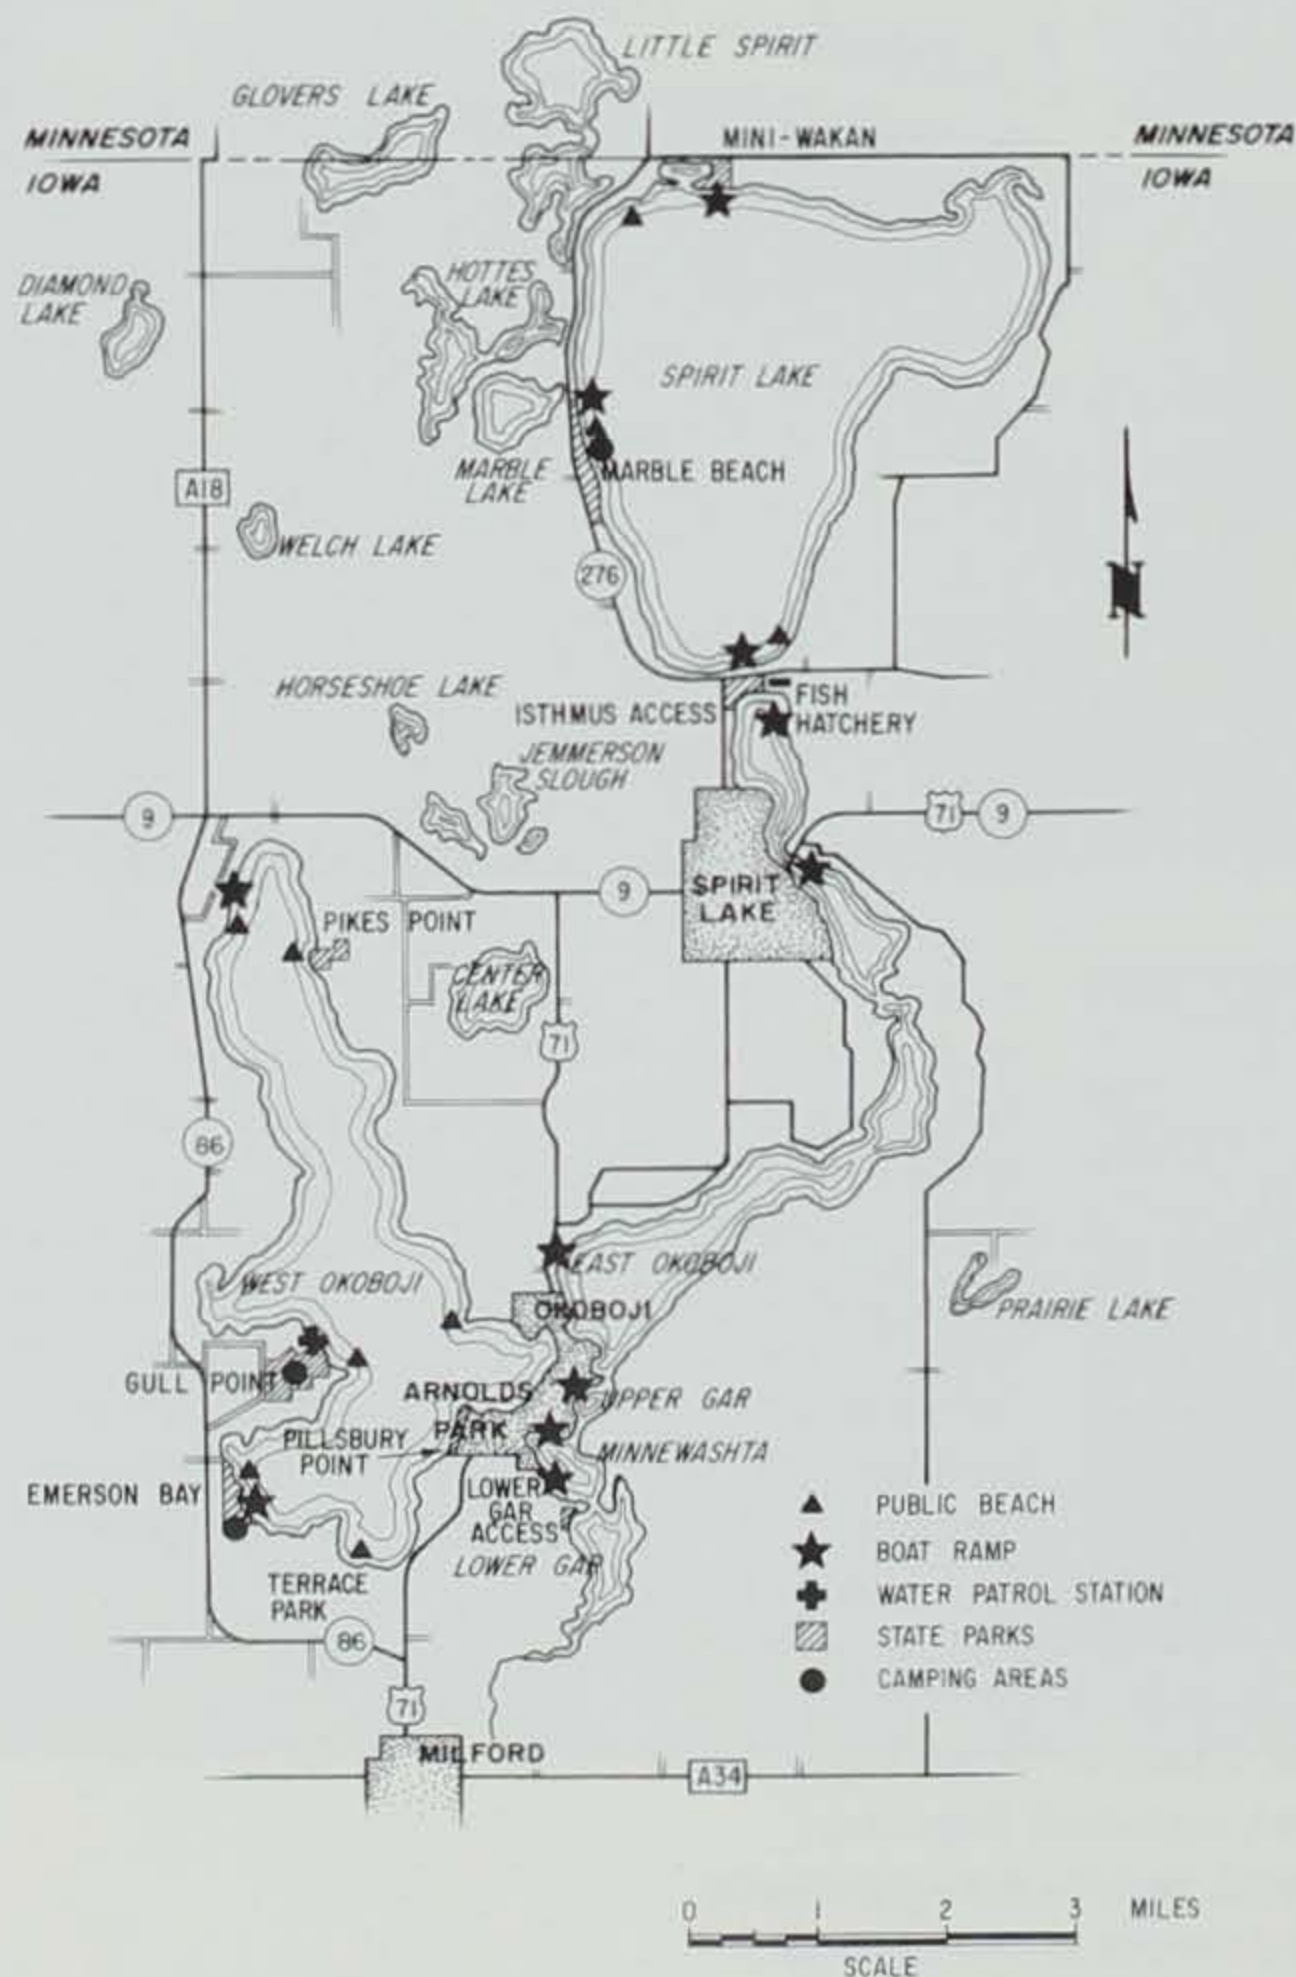 LITTLE SPIRIT
GLOVERS LAKE
MINNESOTA
MINI-WAKAN
MINNESOTA
IOWA
IOWA
DIAMOND
LAKE
HOTTES
LAKE
SPIRIT LAKE
MARBLE
LAKE
MARBLE BEACH
A18
WELCH LAKE
276
N
HORSESHOE LAKE
ISTHMUS ACCESS
FISH
HATCHERY
JEMMERSON
SLOUGH
9
71
9
9
SPIRIT
LAKE
PIKES POINT
CENTER
LAKE
71
86
WEST OKOBOJI
EAST OKOBOJI
OKOBOJI
PRAIRIE LAKE
GULL POINT
ARNOLDS
PARK
UPPER GAR
PILLSBURY
POINT
MINNEWASHTA
EMERSON BAY
LOWER
GAR
ACCESS
LOWER GAR
TERRACE
PARK
86
71
MILFORD
A34
PUBLIC BEACH
BOAT RAMP
WATER PATROL STATION
STATE PARKS
CAMPING AREAS
0 1 2 3 MILES
SCALE